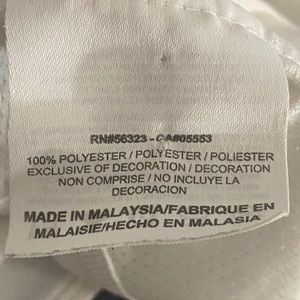 RN#56323 - CA#05553
100% POLYESTER / POLYESTER / POLIESTER
EXCLUSIVE OF DECORATION / DECORATION
NON COMPRISE / NO INCLUYE LA
DECORACION
MADE IN MALAYSIA/FABRIQUE EN
MALAISIE/HECHO EN MALASIA